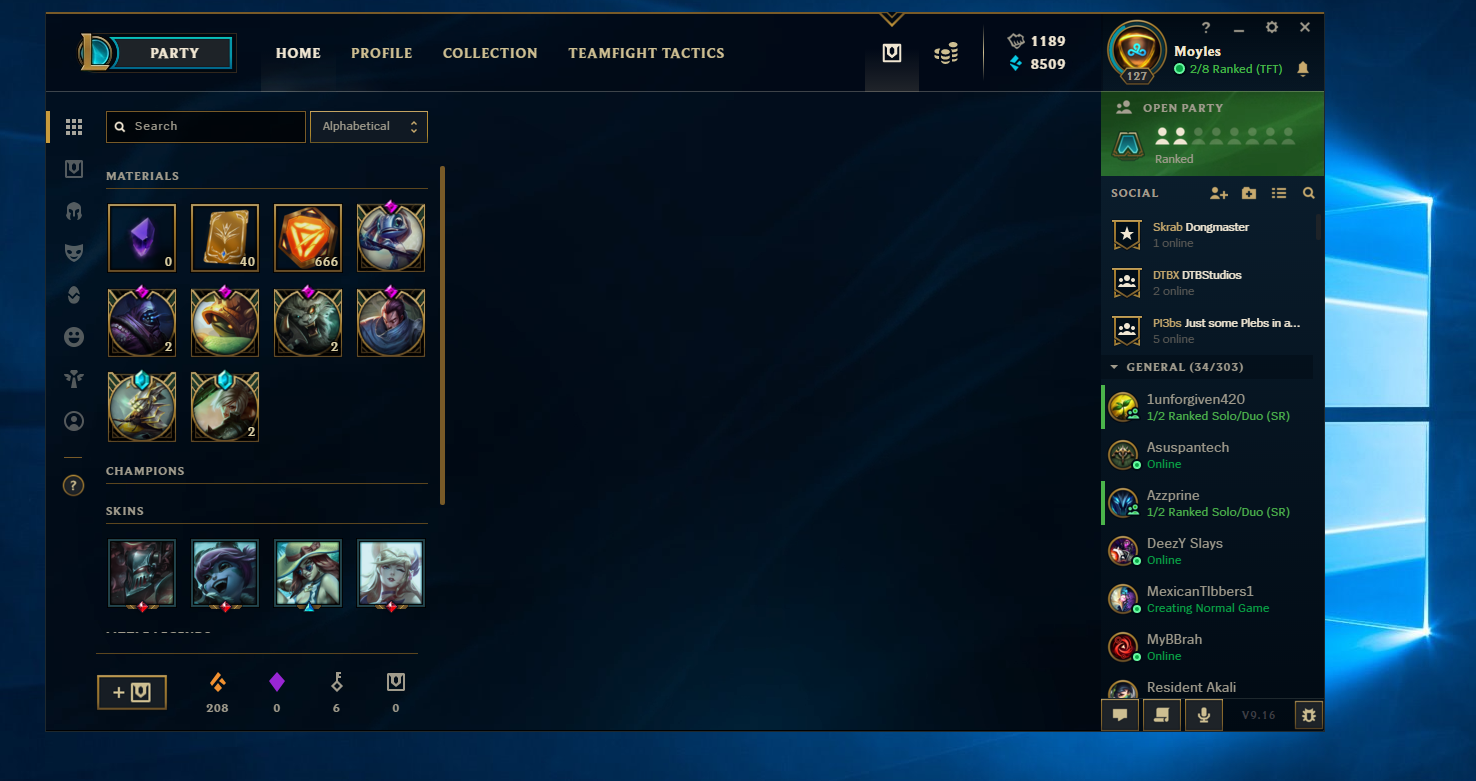 PARTY
HOME
PROFILE
COLLECTION
TEAMFIGHT TACTICS
1189
8509
127
?
Moyles
2/8 Ranked (TFT)
Search
Alphabetical
OPEN PARTY
Ranked
MATERIALS
0
40
666
2
2
2
CHAMPIONS
SKINS
?
+
208
0
6
0
SOCIAL
Skrab Dongmaster
1 online
DTBX DTBStudios
2 online
Pl3bs Just some Plebs in a...
5 online
GENERAL (34/303)
1unforgiven420
1/2 Ranked Solo/Duo (SR)
Asuspantech
Online
Azzprine
1/2 Ranked Solo/Duo (SR)
DeezY Slays
Online
MexicanTIbbers1
Creating Normal Game
MyBBrah
Online
Resident Akali
V9.16